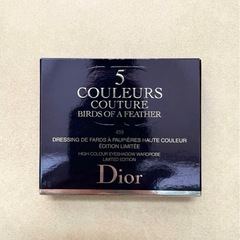 5
COULEURS
COUTURE
BIRDS OF A FEATHER
459
DRESSING DE FARDS À PAUPIÈRES HAUTE COULEUR
ÉDITION LIMITÉE
HIGH COLOUR EYESHADOW WARDROBE
LIMITED EDITION
Dior